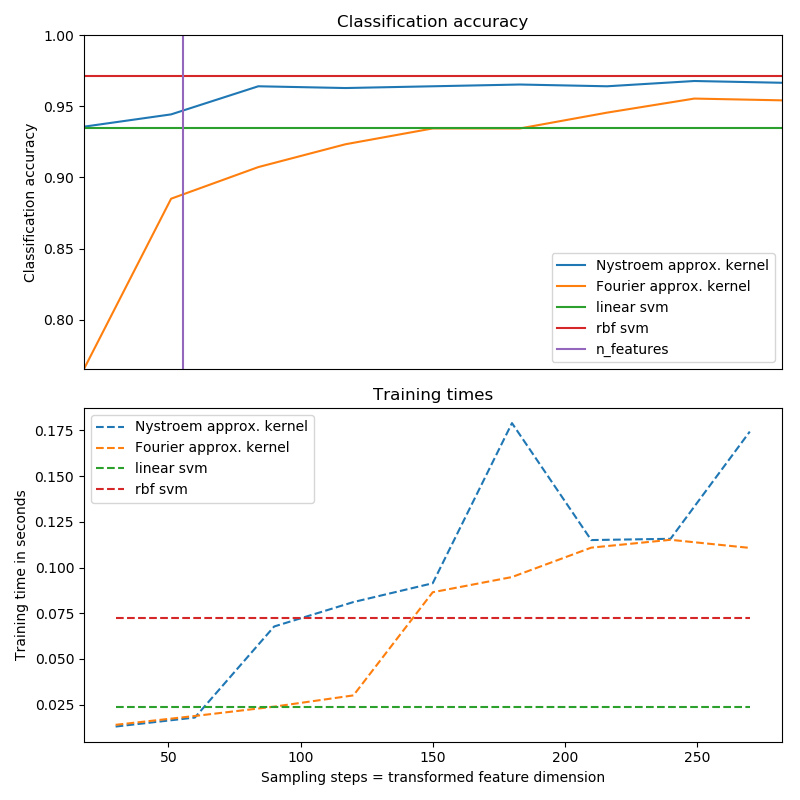 Classification accuracy
1.00
0.95
0.90
0.85
0.80
Classification accuracy
Nystroem approx. kernel
Fourier approx. kernel
linear svm
rbf svm
n_features
Training times
0.175
0.150
0.125
0.100
0.075
0.050
0.025
Training time in seconds
Nystroem approx. kernel
Fourier approx. kernel
linear svm
rbf svm
50
100
150
200
250
Sampling steps = transformed feature dimension